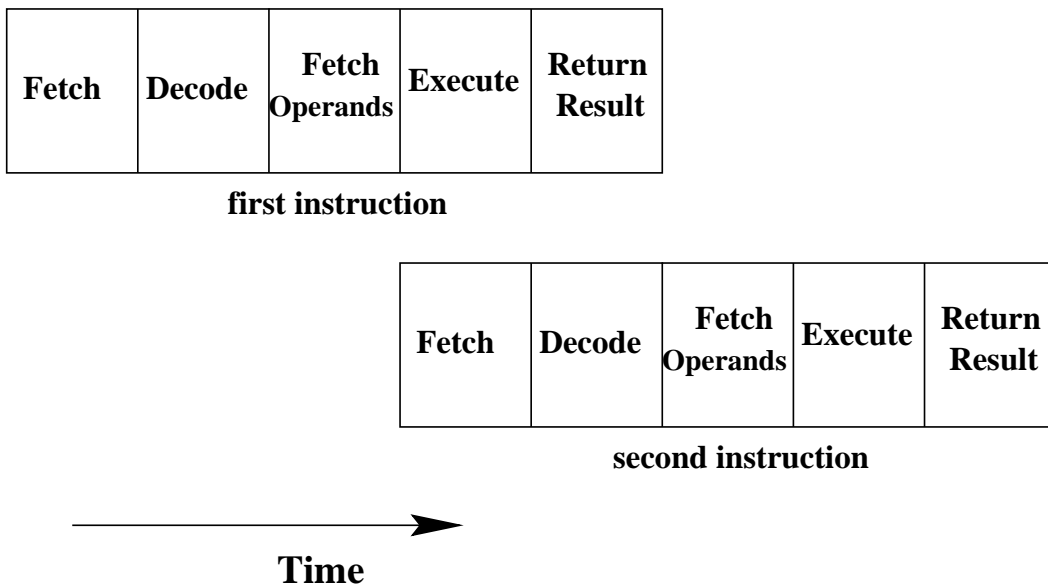 Fetch
Decode
Fetch
Operands
Execute
Return
Result
first instruction
Fetch
Decode
Fetch
Operands
Execute
Return
Result
second instruction
Time